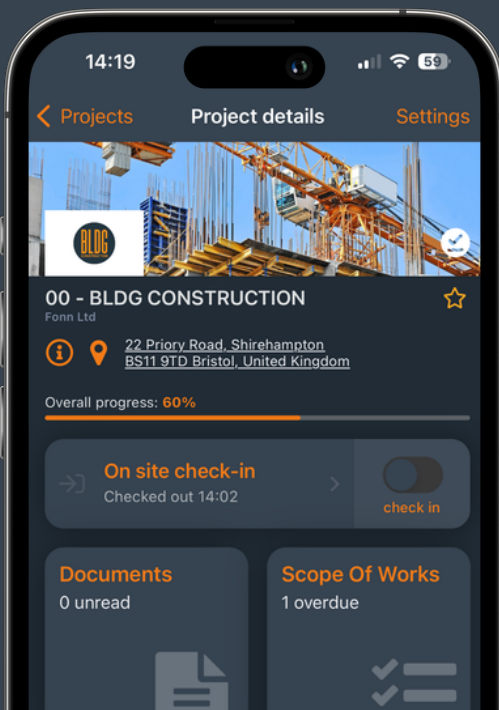 14:19
59
Projects
Project details
Settings
BLDG
00 - BLDG CONSTRUCTION
Fonn Ltd
22 Priory Road, Shirehampton
BS11 9TD Bristol, United Kingdom
Overall progress: 60%
On site check-in
Checked out 14:02
check in
Documents
0 unread
Scope Of Works
1 overdue